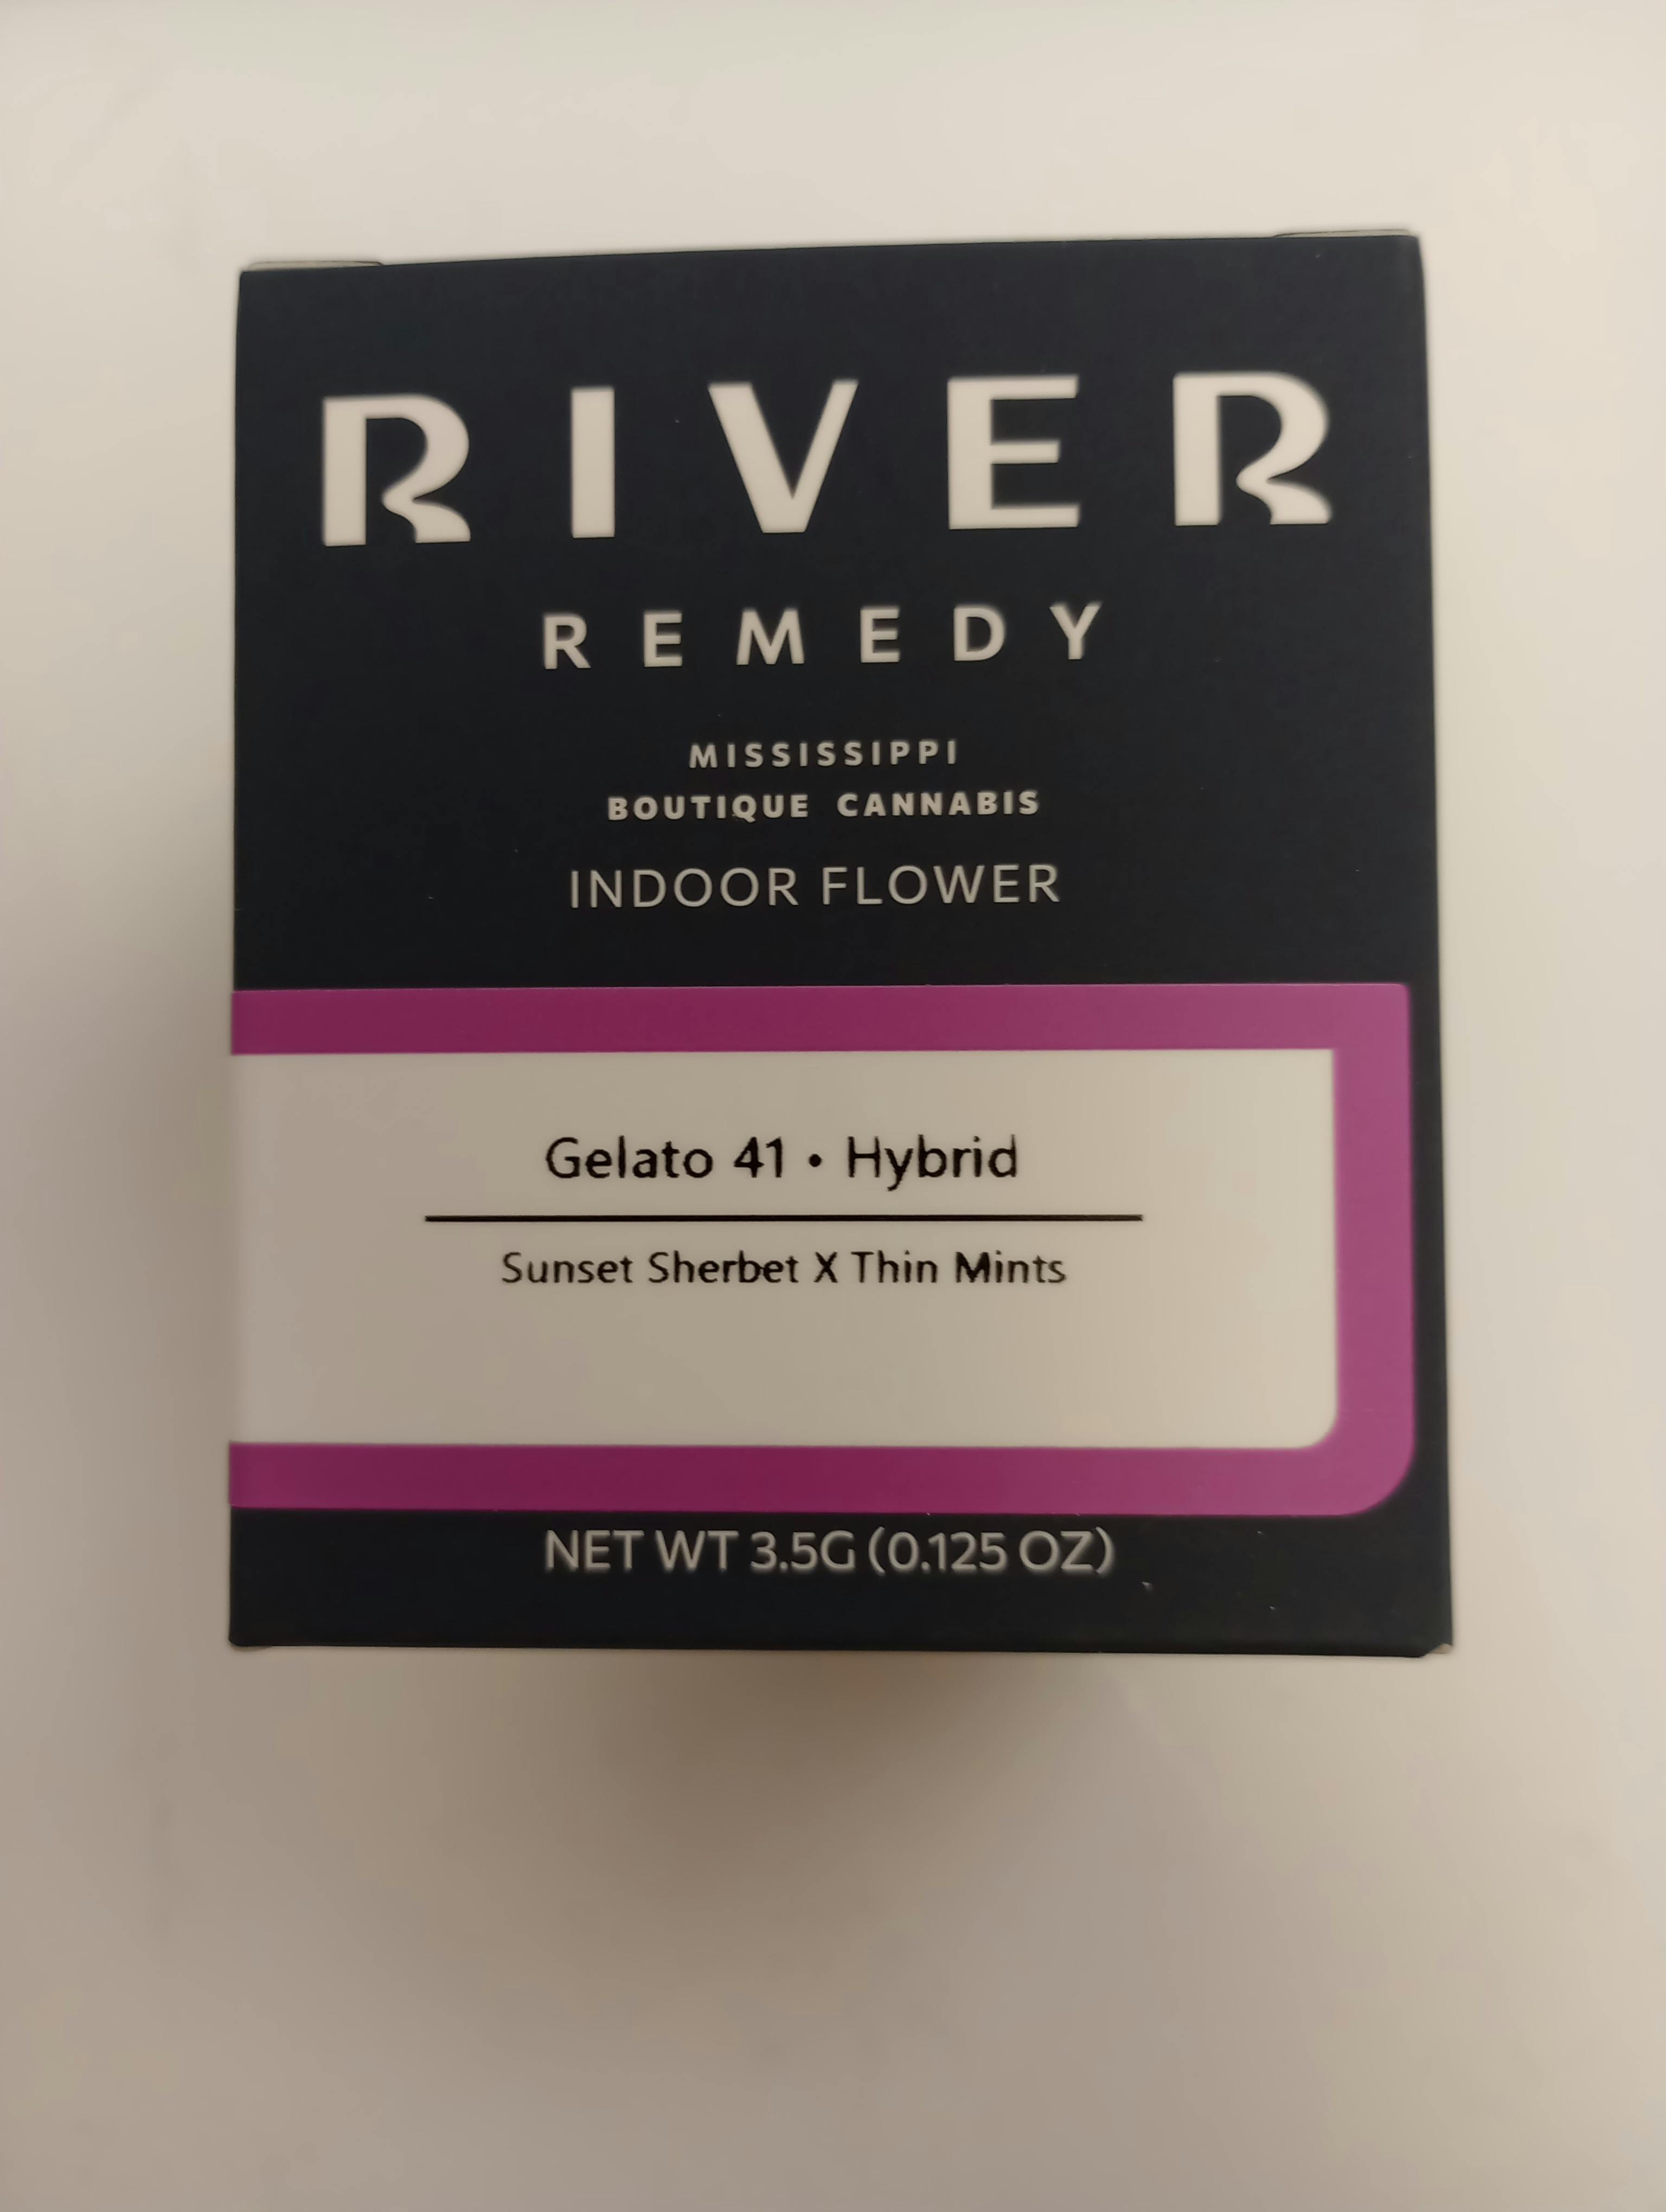 RIVER
REMEDY
MISSISSIPPI
BOUTIQUE CANNABIS
INDOOR FLOWER
Gelato 41 • Hybrid
Sunset Sherbet X Thin Mints
NET WT 3.5G (0.125 OZ)